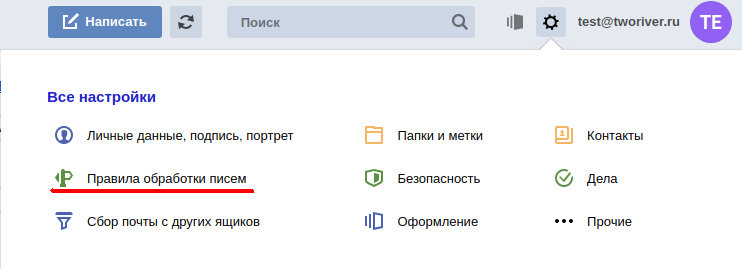 Написать Поиск test@tworiver.ru TE
Все настройки
Личные данные, подпись, портрет Папки и метки Контакты
Правила обработки писем Безопасность Дела
Сбор почты с других ящиков Оформление Прочие